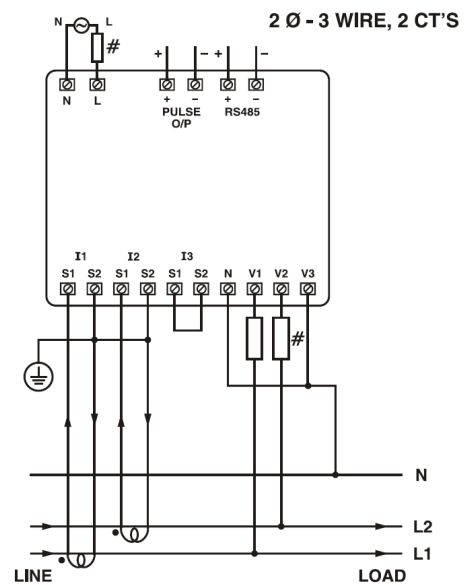 2 Ø - 3 WIRE, 2 CT'S
N L
#
+ − + −
N L + − + −
PULSE O/P
RS485
I1 I2 I3
S1 S2 S1 S2 S1 S2 N V1 V2 V3
#
N
L2
L1
LINE LOAD